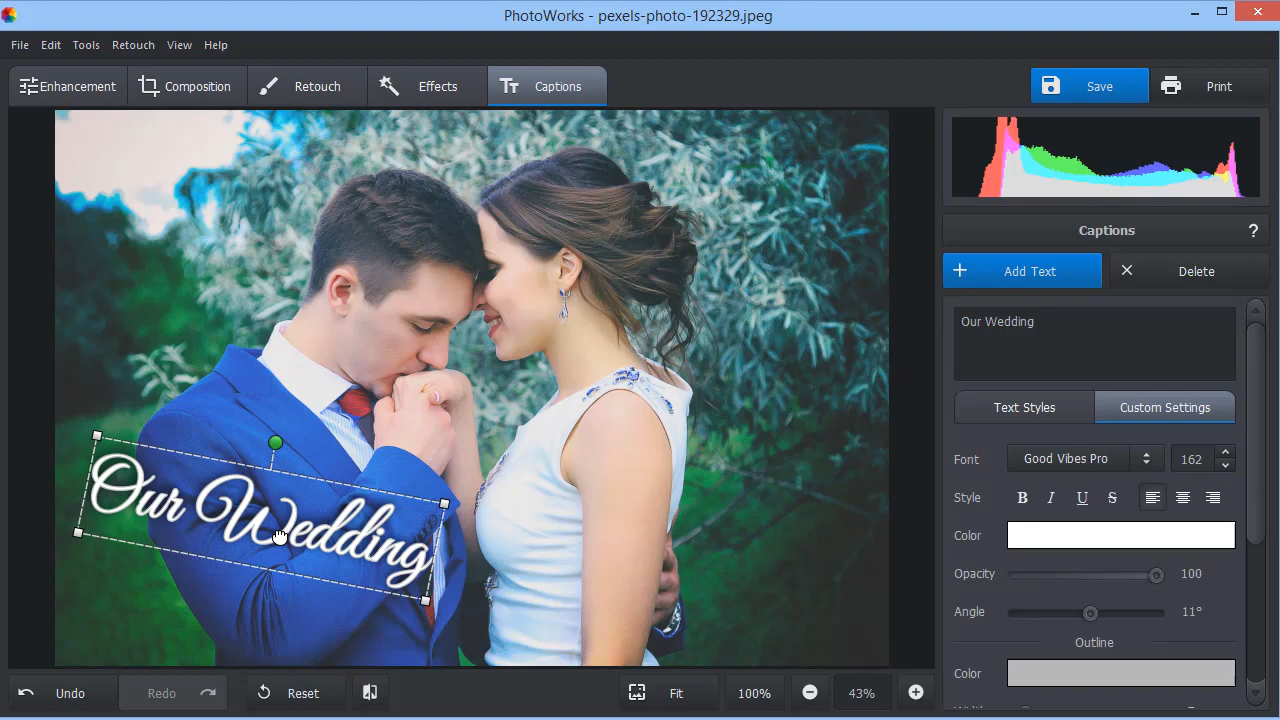 PhotoWorks - pexels-photo-192329.jpeg
File Edit Tools Retouch View Help
Enhancement Composition Retouch Effects Captions Save Print
Captions ?
Add Text Delete
Our Wedding
Text Styles Custom Settings
Font Good Vibes Pro 162
Style B I U S
Color
Opacity 100
Angle 11°
Outline
Color
Our Wedding
Undo Redo Reset Fit 100% 43%